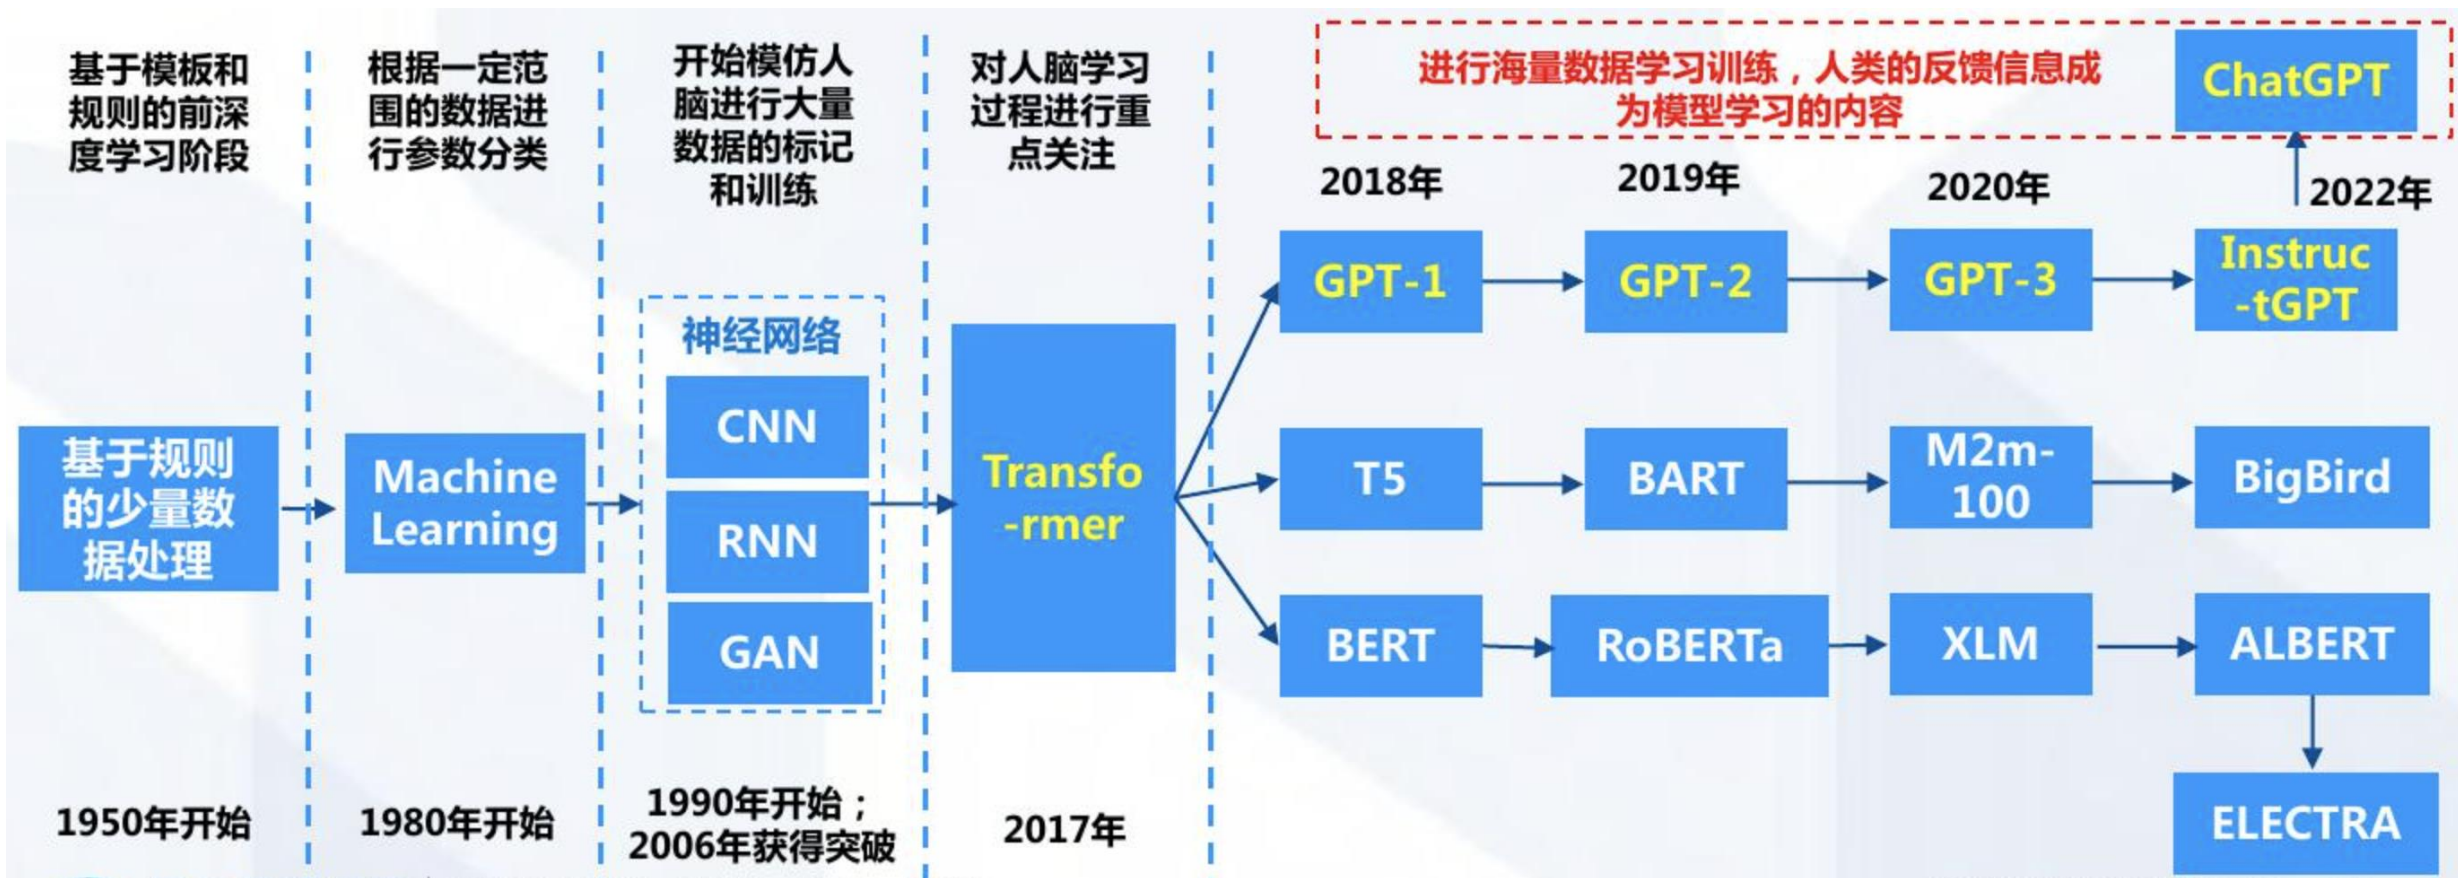 基于模板和
规则的前深
度学习阶段
根据一定范
围的数据进
行参数分类
开始模仿人
脑进行大量
数据的标记
和训练
对人脑学习
过程进行重
点关注
进行海量数据学习训练，人类的反馈信息成
为模型学习的内容
ChatGPT
2018年
2019年
2020年
2022年
GPT-1
GPT-2
GPT-3
Instruc
-tGPT
神经网络
CNN
RNN
GAN
基于规则
的少量数
据处理
Machine
Learning
Transfo
-rmer
T5
BART
M2m-
100
BigBird
BERT
RoBERTa
XLM
ALBERT
ELECTRA
1950年开始
1980年开始
1990年开始；
2006年获得突破
2017年